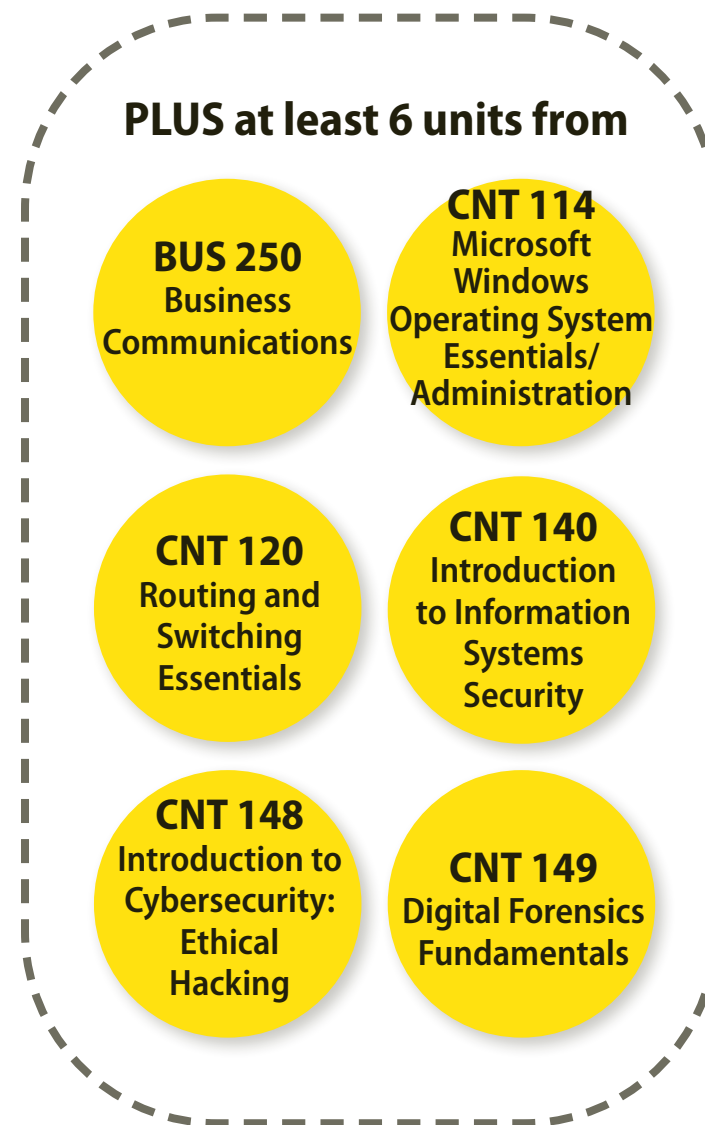 PLUS at least 6 units from
BUS 250
Business
Communications
CNT 114
Microsoft
Windows
Operating System
Essentials/
Administration
CNT 120
Routing and
Switching
Essentials
CNT 140
Introduction
to Information
Systems
Security
CNT 148
Introduction to
Cybersecurity:
Ethical
Hacking
CNT 149
Digital Forensics
Fundamentals